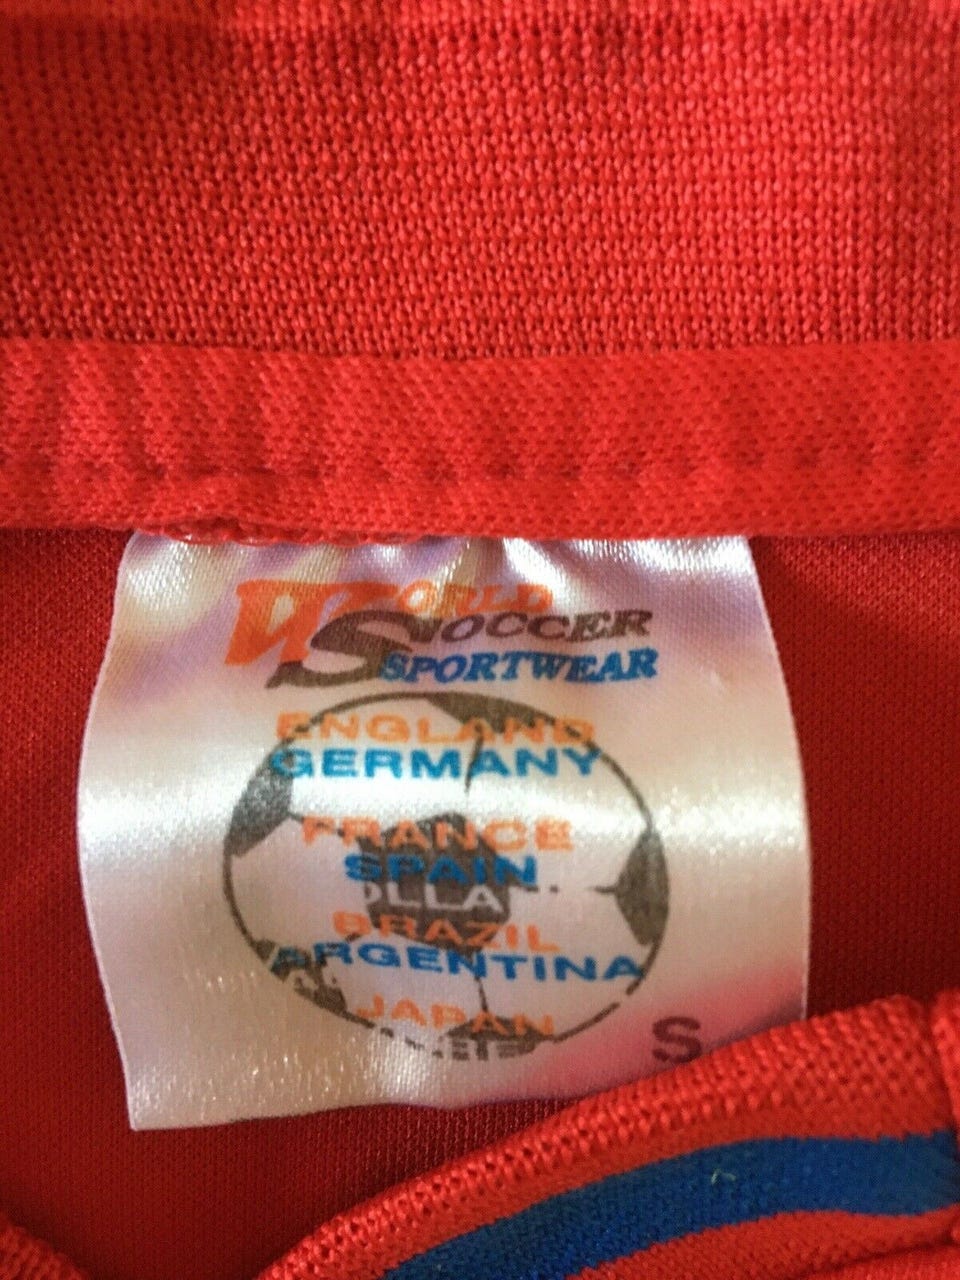 WORLD
SOCCER
SPORTWEAR
ENGLAND
GERMANY
FRANCE
SPAIN
BRAZIL
ARGENTINA
JAPAN
S